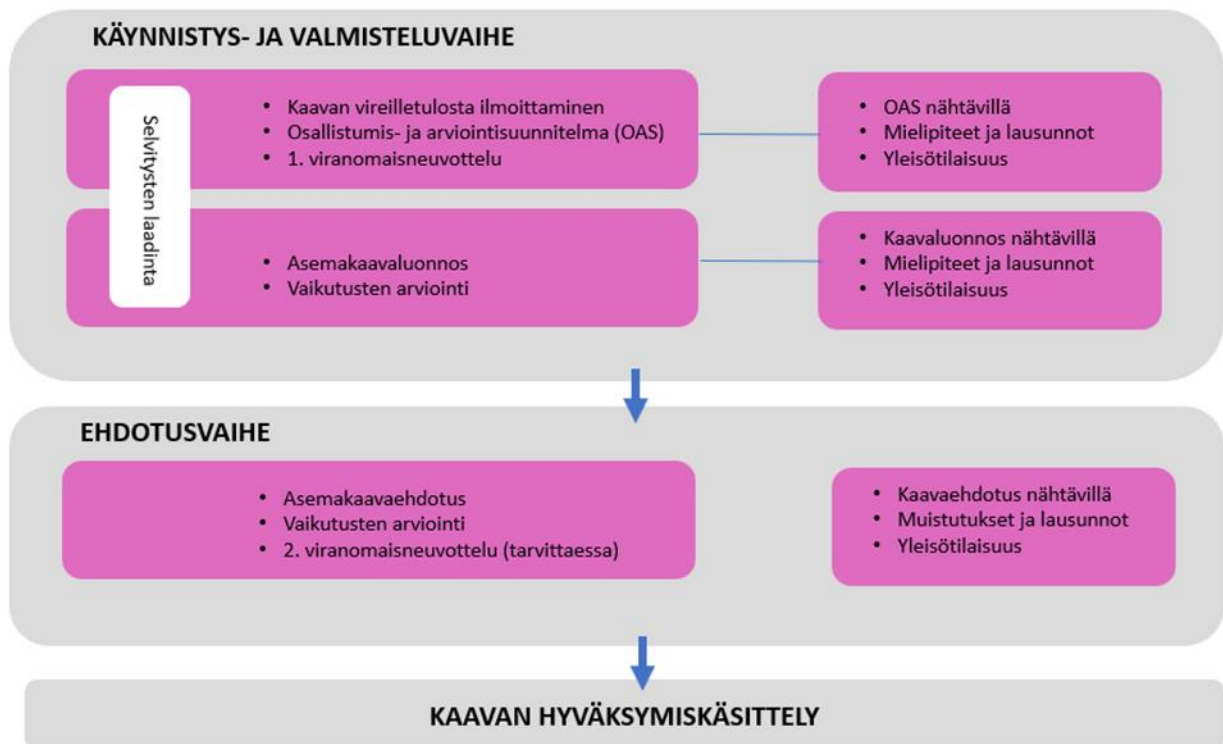 KÄYNNISTYS- JA VALMISTELUVAIHE
Selvitysten laadinta
• Kaavan vireilletulosta ilmoittaminen
• Osallistumis- ja arviointisuunnitelma (OAS)
• 1. viranomaisneuvottelu
• OAS nähtävillä
• Mielipiteet ja lausunnot
• Yleisötilaisuus
• Asemakaavaluonnos
• Vaikutusten arviointi
• Kaavaluonnos nähtävillä
• Mielipiteet ja lausunnot
• Yleisötilaisuus
EHDOTUSVAIHE
• Asemakaavaehdotus
• Vaikutusten arviointi
• 2. viranomaisneuvottelu (tarvittaessa)
• Kaavaehdotus nähtävillä
• Muistutukset ja lausunnot
• Yleisötilaisuus
KAAVAN HYVÄKSYMISKÄSITTELY